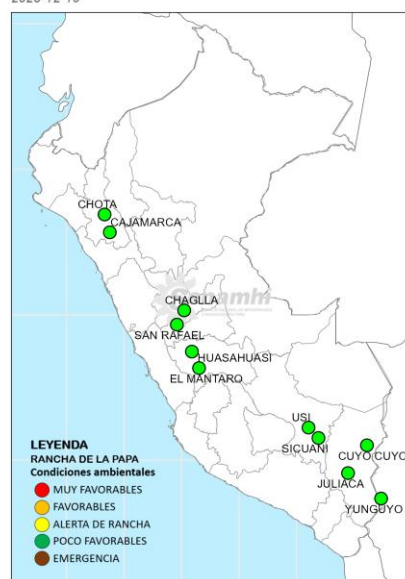 CHOTA
CAJAMARCA
Senamhi
CHAGLLA
SAN RAFAEL
HUASAHUASI
EL MANTARO
USI
SICUANI
CUYO CUYO
JULIACA
YUNGUYO
LEYENDA
RANCHA DE LA PAPA
Condiciones ambientales
MUY FAVORABLES
FAVORABLES
ALERTA DE RANCHA
POCO FAVORABLES
EMERGENCIA